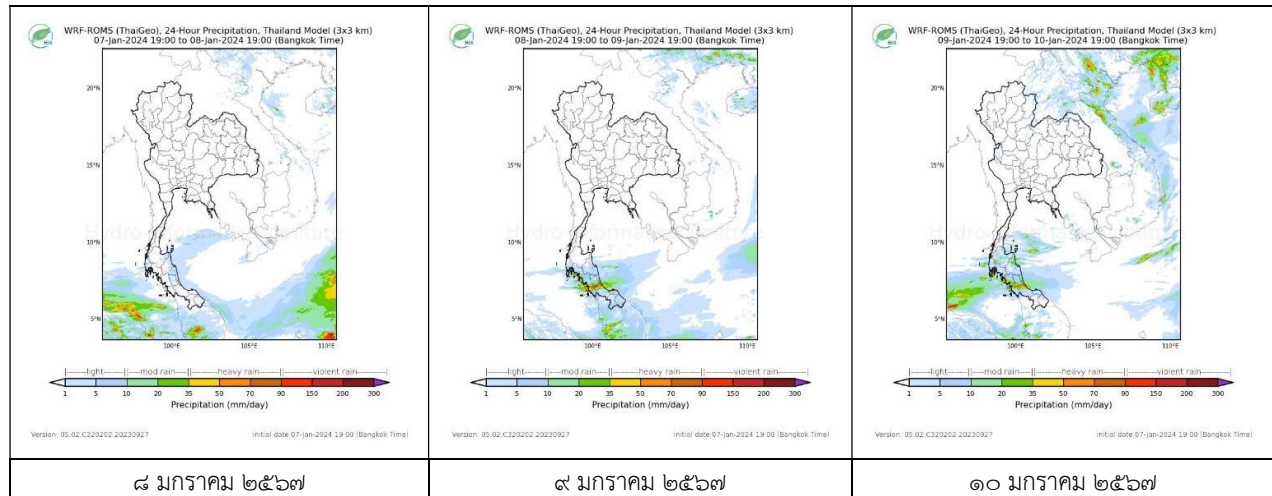 WRF-ROMS (ThaiGeo), 24-Hour Precipitation, Thailand Model (3x3 km)
07-Jan-2024 19:00 to 08-Jan-2024 19:00 (Bangkok Time)
20°N
15°N
10°N
5°N
100°E
105°E
110°E
|--------light--------||----mod rain----||--------heavy rain--------||--------violent rain--------|
1 5 10 20 35 50 70 90 150 200 300
Precipitation (mm/day)
Version: 05.02.C320202.20230927 initial date 07-Jan-2024 19:00 (Bangkok Time)
๘ มกราคม ๒๕๖๗
WRF-ROMS (ThaiGeo), 24-Hour Precipitation, Thailand Model (3x3 km)
08-Jan-2024 19:00 to 09-Jan-2024 19:00 (Bangkok Time)
20°N
15°N
10°N
5°N
100°E
105°E
110°E
|--------light--------||----mod rain----||--------heavy rain--------||--------violent rain--------|
1 5 10 20 35 50 70 90 150 200 300
Precipitation (mm/day)
Version: 05.02.C320202.20230927 initial date 07-Jan-2024 19:00 (Bangkok Time)
๙ มกราคม ๒๕๖๗
WRF-ROMS (ThaiGeo), 24-Hour Precipitation, Thailand Model (3x3 km)
09-Jan-2024 19:00 to 10-Jan-2024 19:00 (Bangkok Time)
20°N
15°N
10°N
5°N
100°E
105°E
110°E
|--------light--------||----mod rain----||--------heavy rain--------||--------violent rain--------|
1 5 10 20 35 50 70 90 150 200 300
Precipitation (mm/day)
Version: 05.02.C320202.20230927 initial date 07-Jan-2024 19:00 (Bangkok Time)
๑๐ มกราคม ๒๕๖๗